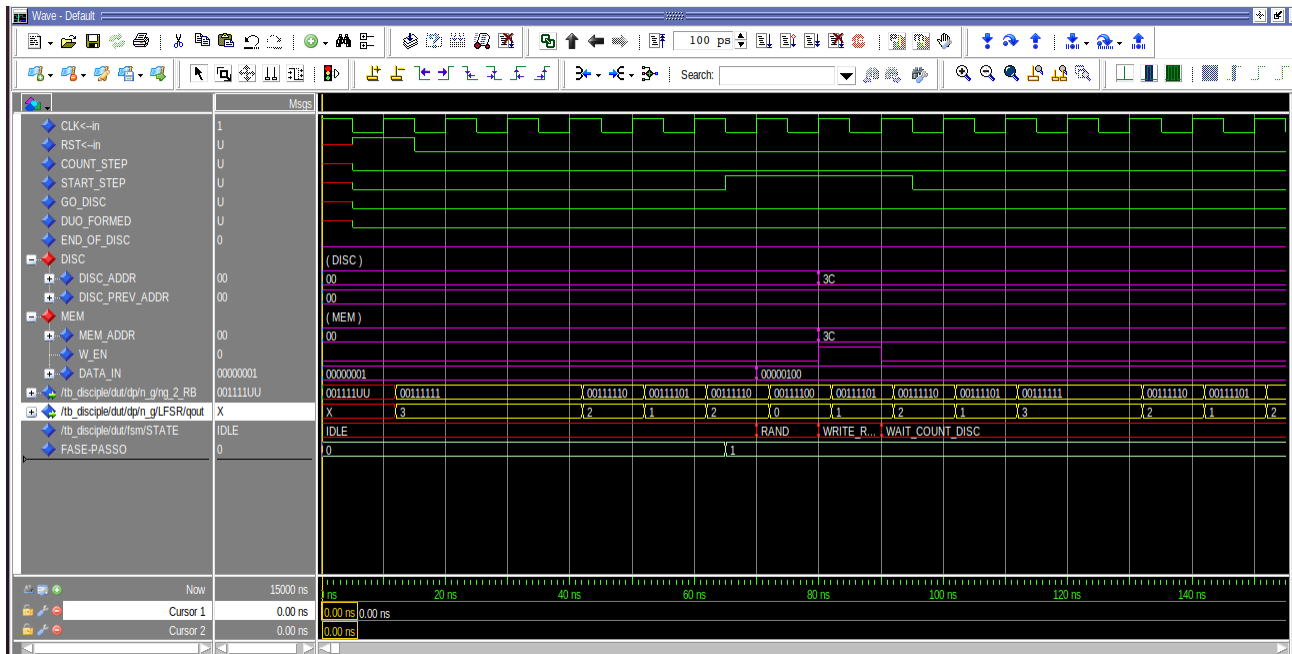 Wave - Default
100 ps
Search:
Msgs
CLK<--in 1
RST<--in U
COUNT_STEP U
START_STEP U
GO_DISC U
DUO_FORMED U
END_OF_DISC 0
DISC ( DISC )
DISC_ADDR 00 00 3C
DISC_PREV_ADDR 00 00
MEM ( MEM )
MEM_ADDR 00 00 3C
W_EN 0
DATA_IN 00000001 00000001 00000100
/tb_disciple/dut/dp/n_g/ng_2_RB 001111UU 001111UU 00111111 00111110 00111101 00111110 00111100 00111101 00111110 00111101 00111111 00111110 00111101
/tb_disciple/dut/dp/n_g/LFSR/qout X X 3 2 1 2 0 1 2 1 3 2 1 2
/tb_disciple/dut/fsm/STATE IDLE IDLE RAND WRITE_R... WAIT_COUNT_DISC
FASE-PASSO 0 0 1
Now 15000 ns ns 20 ns 40 ns 60 ns 80 ns 100 ns 120 ns 140 ns
Cursor 1 0.00 ns 0.00 ns 0.00 ns
Cursor 2 0.00 ns 0.00 ns